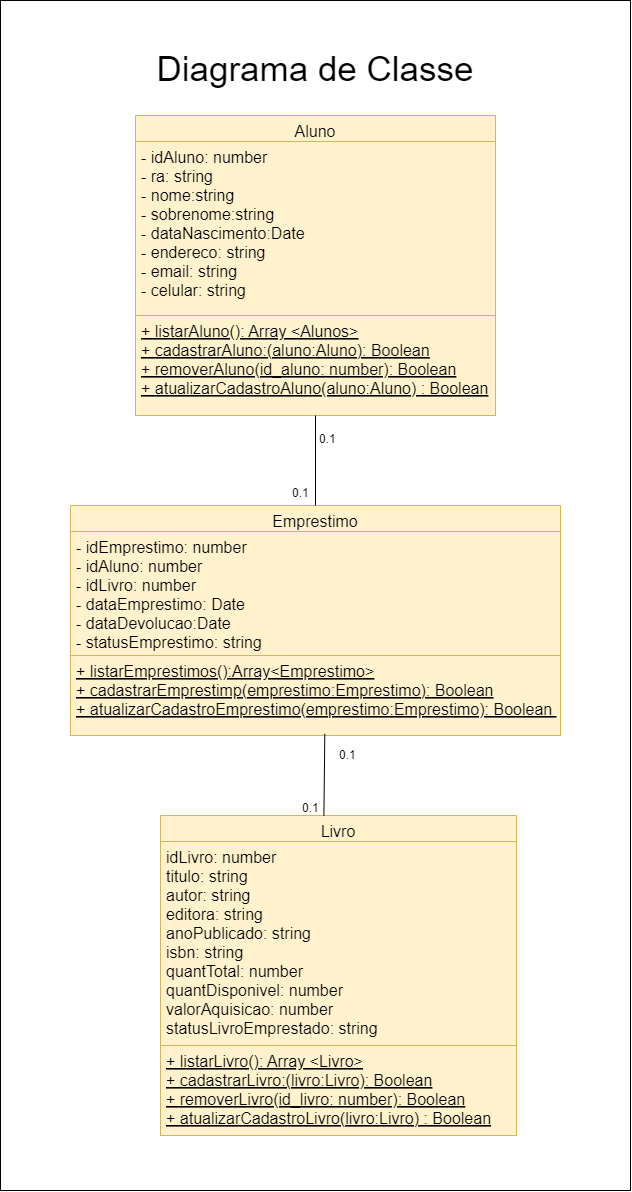 Diagrama de Classe
Aluno
- idAluno: number
- ra: string
- nome:string
- sobrenome:string
- dataNascimento:Date
- endereco: string
- email: string
- celular: string
+ listarAluno(): Array <Alunos>
+ cadastrarAluno:(aluno:Aluno): Boolean
+ removerAluno(id_aluno: number): Boolean
+ atualizarCadastroAluno(aluno:Aluno) : Boolean
0.1
0.1
Emprestimo
- idEmprestimo: number
- idAluno: number
- idLivro: number
- dataEmprestimo: Date
- dataDevolucao:Date
- statusEmprestimo: string
+ listarEmprestimos():Array<Emprestimo>
+ cadastrarEmprestimp(emprestimo:Emprestimo): Boolean
+ atualizarCadastroEmprestimo(emprestimo:Emprestimo): Boolean
0.1
0.1
Livro
idLivro: number
titulo: string
autor: string
editora: string
anoPublicado: string
isbn: string
quantTotal: number
quantDisponivel: number
valorAquisicao: number
statusLivroEmprestado: string
+ listarLivro(): Array <Livro>
+ cadastrarLivro:(livro:Livro): Boolean
+ removerLivro(id_livro: number): Boolean
+ atualizarCadastroLivro(livro:Livro) : Boolean